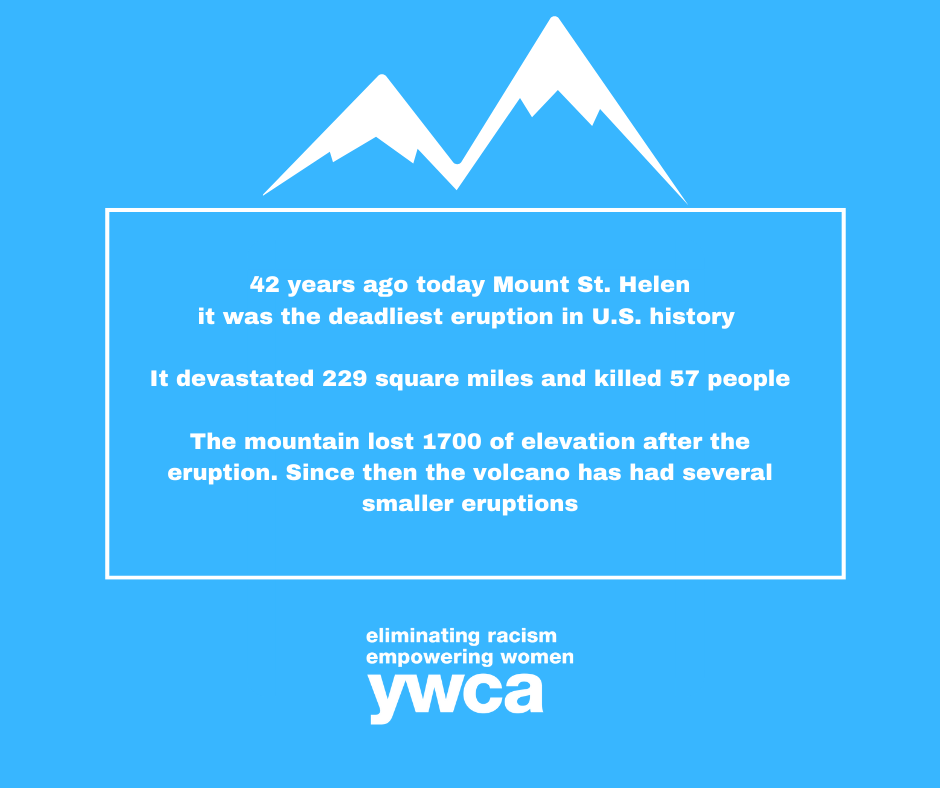 42 years ago today Mount St. Helen
it was the deadliest eruption in U.S. history
It devastated 229 square miles and killed 57 people
The mountain lost 1700 of elevation after the
eruption. Since then the volcano has had several
smaller eruptions
eliminating racism
empowering women
ywca